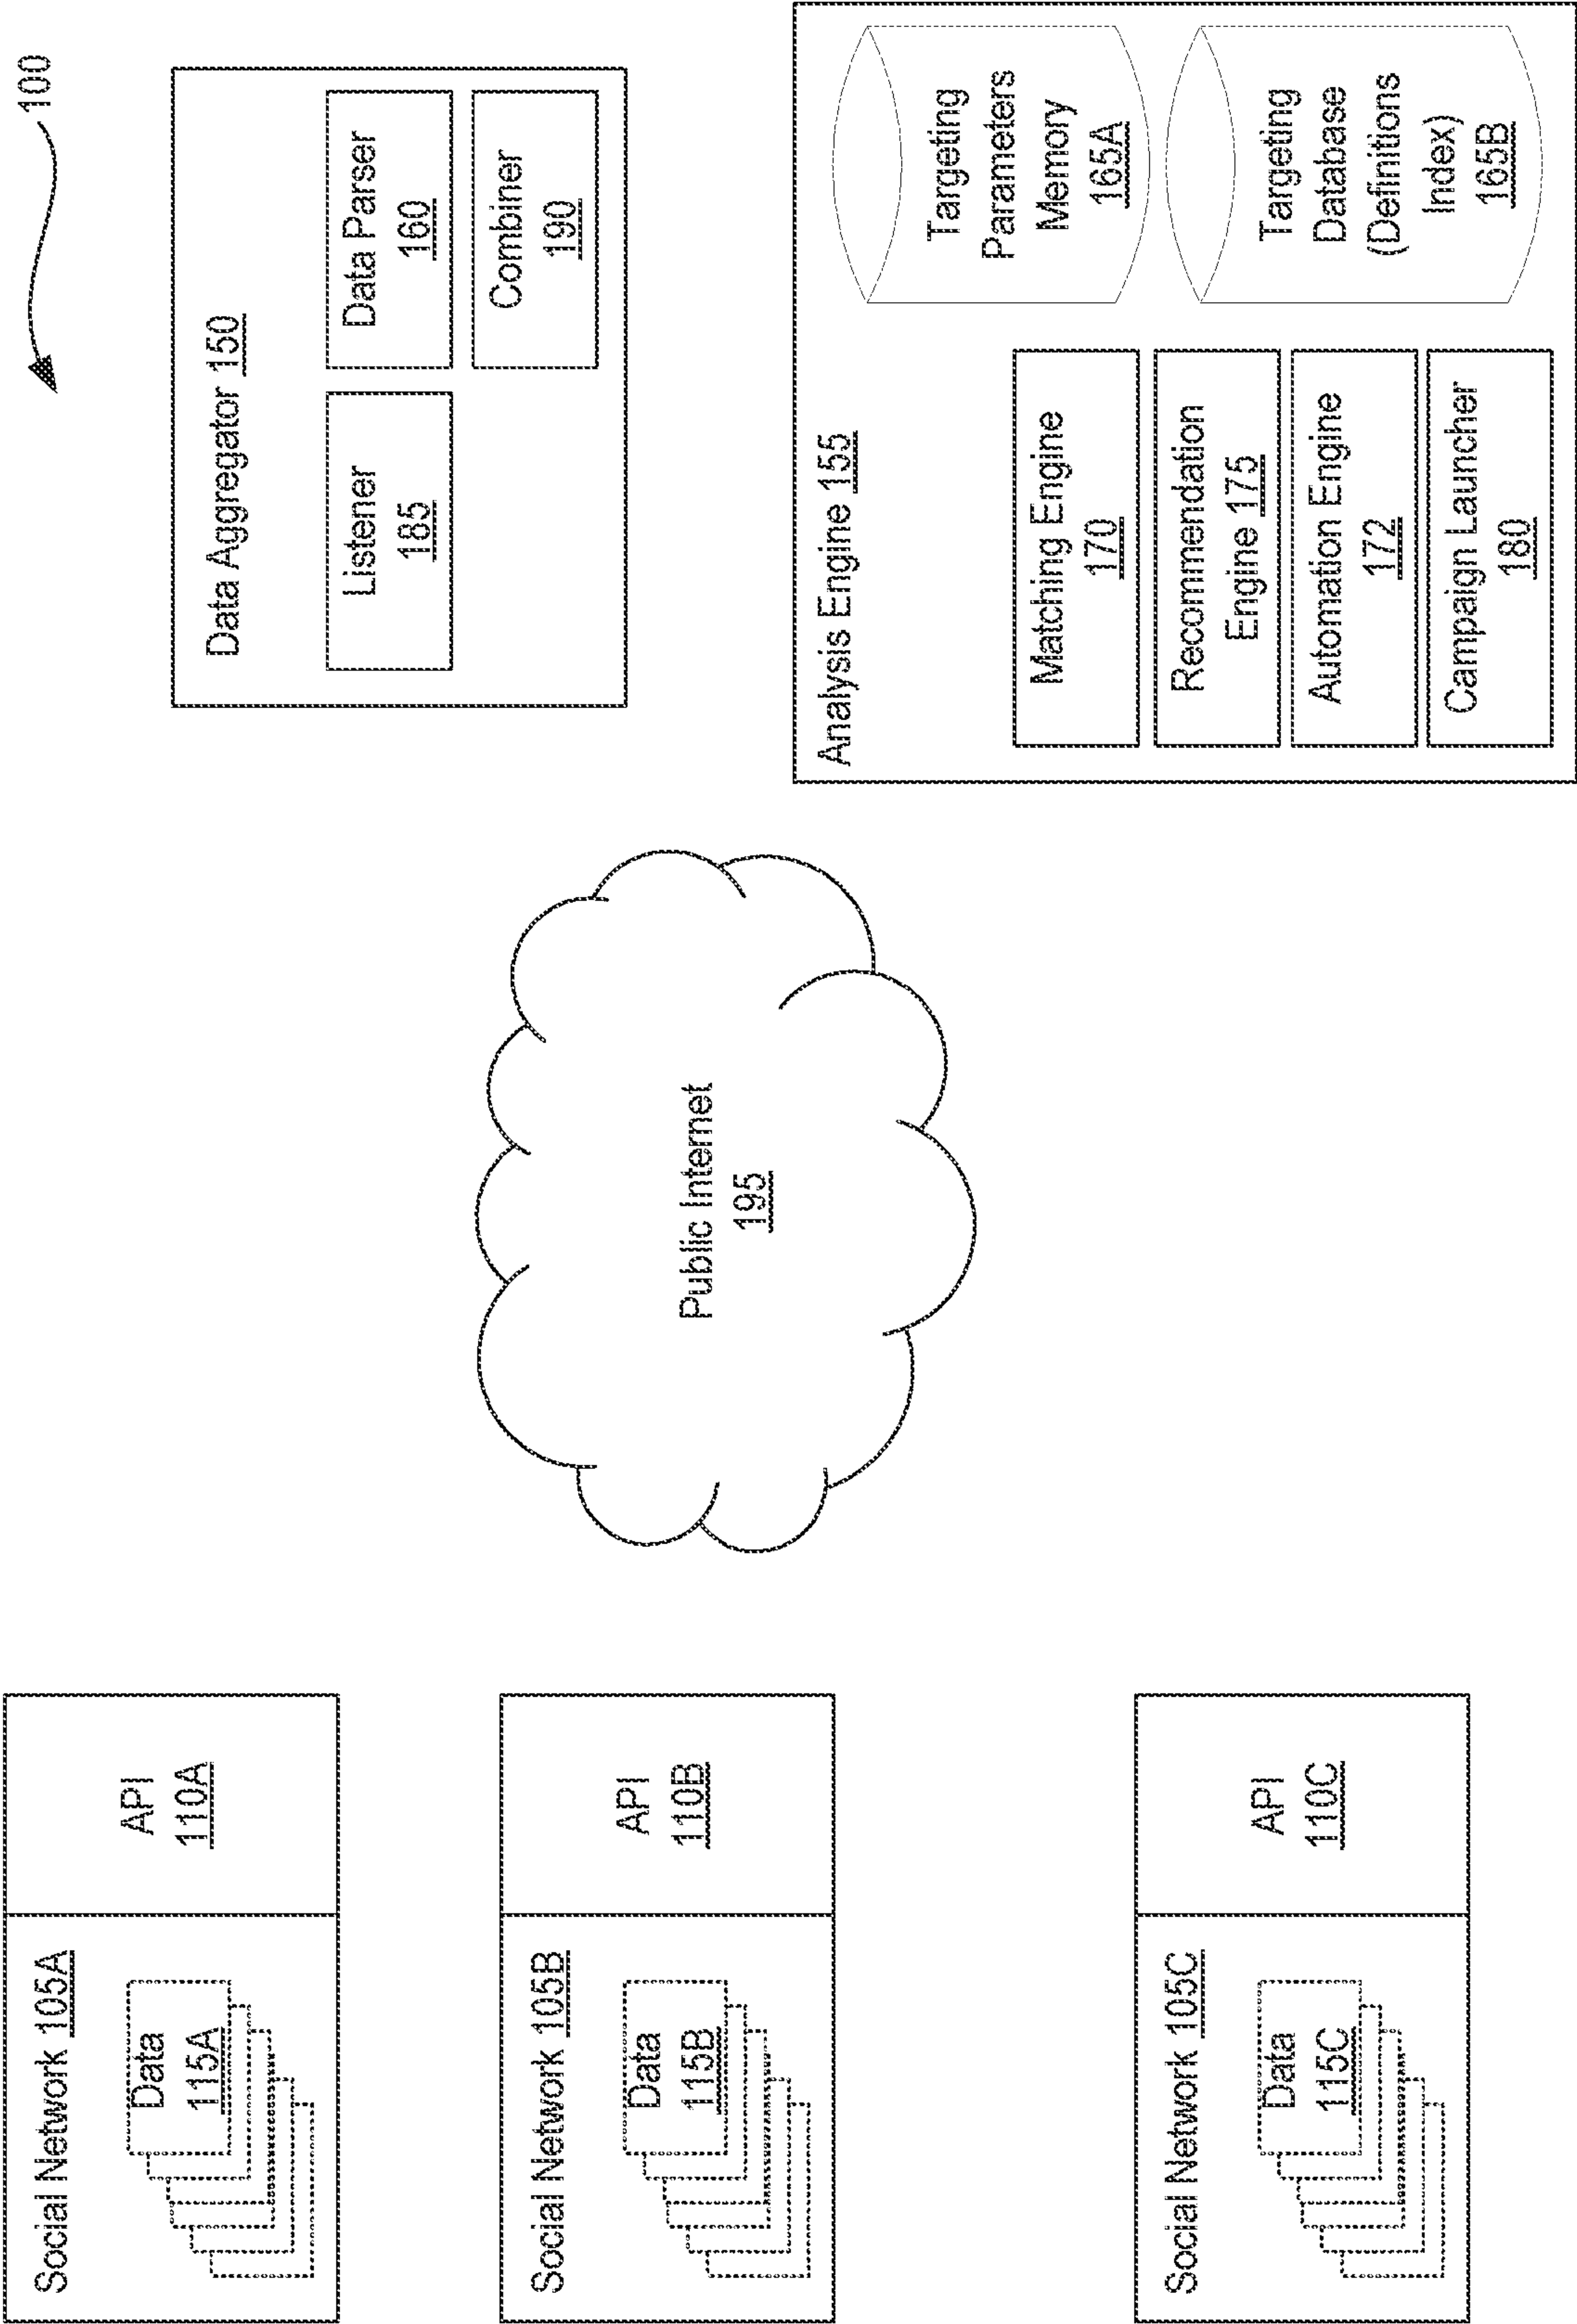 100
Social Network 105A
Data
115A
API
110A
Social Network 105B
Data
115B
API
110B
Social Network 105C
Data
115C
API
110C
Public Internet
195
Data Aggregator 150
Listener
185
Data Parser
160
Combiner
190
Analysis Engine 155
Matching Engine
170
Recommendation
Engine 175
Automation Engine
172
Campaign Launcher
180
Targeting
Parameters
Memory
165A
Targeting
Database
(Definitions
Index)
165B